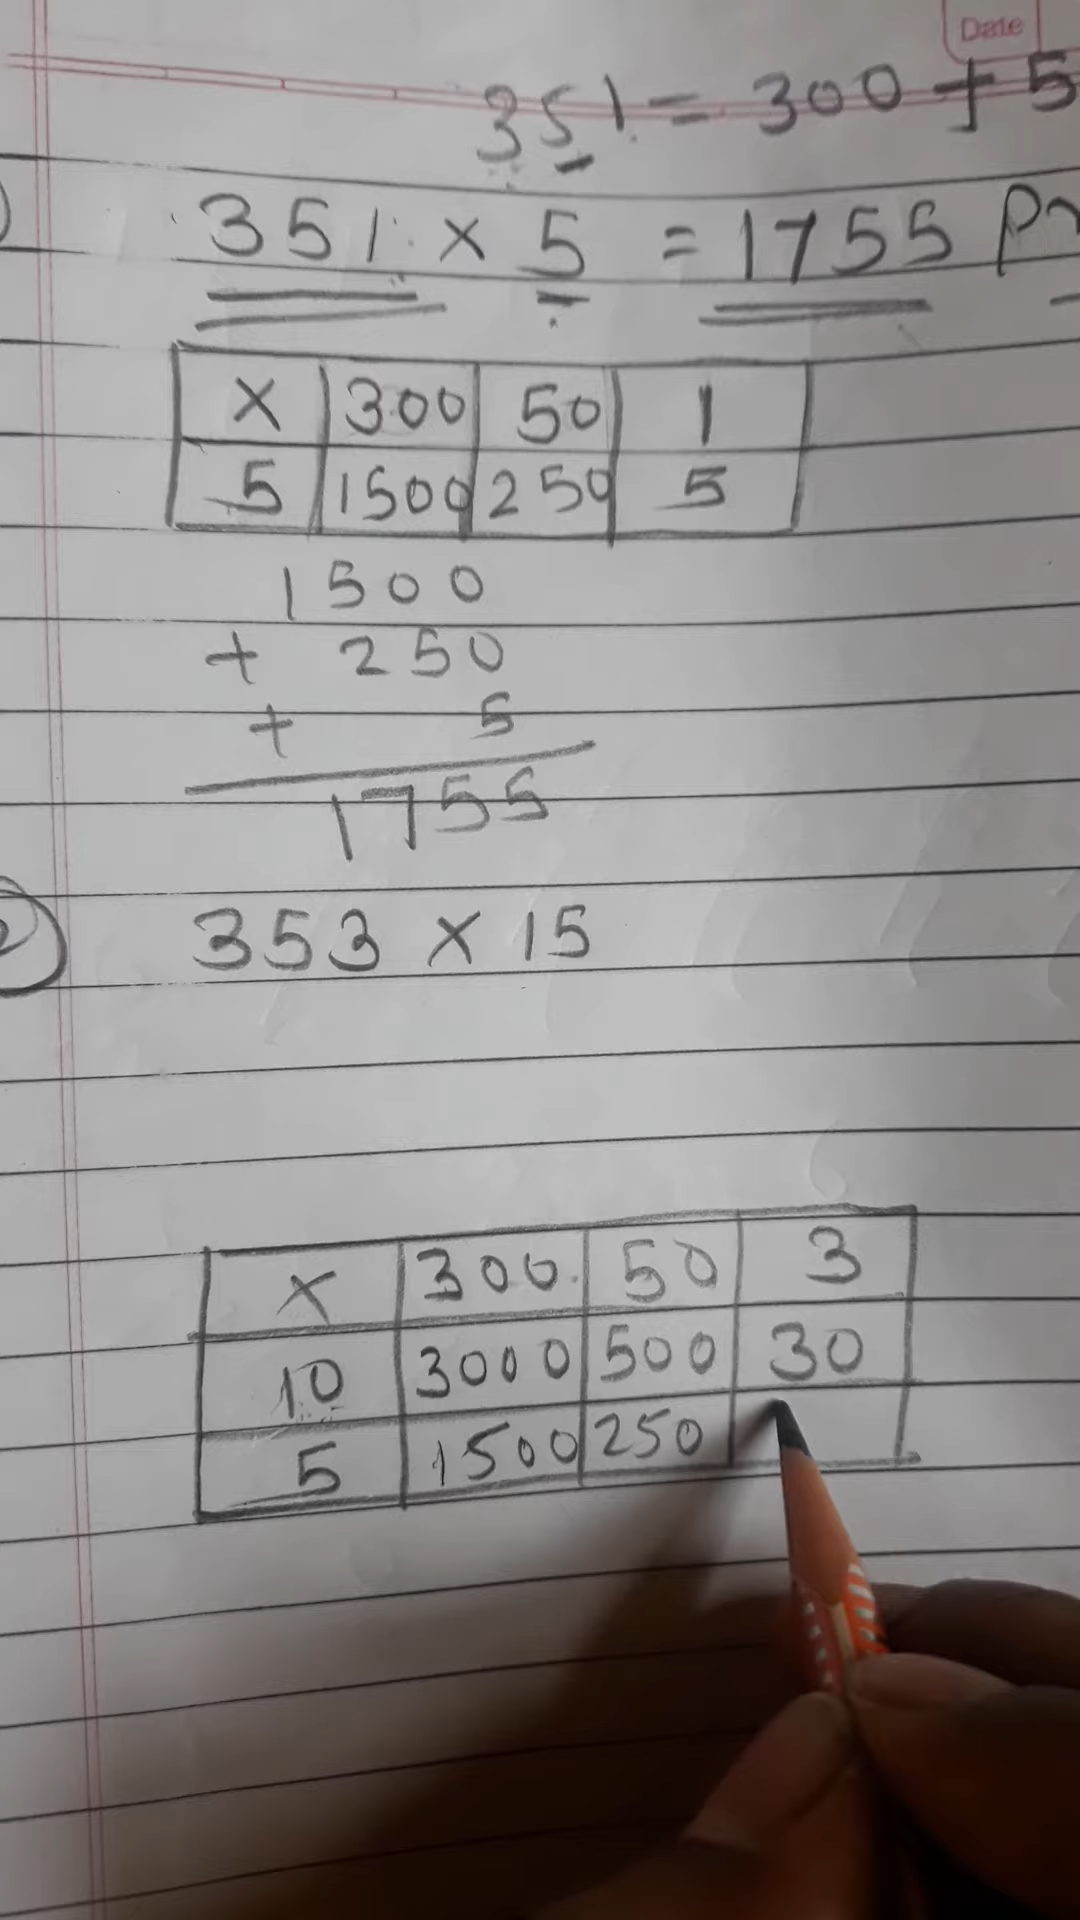 Date
351 = 300 + 5
351 × 5 = 1755
× 300 50 1
5 1500 250 5
1500
+ 250
+ 5
1755
353 × 15
× 300 50 3
10 3000 500 30
5 1500 250